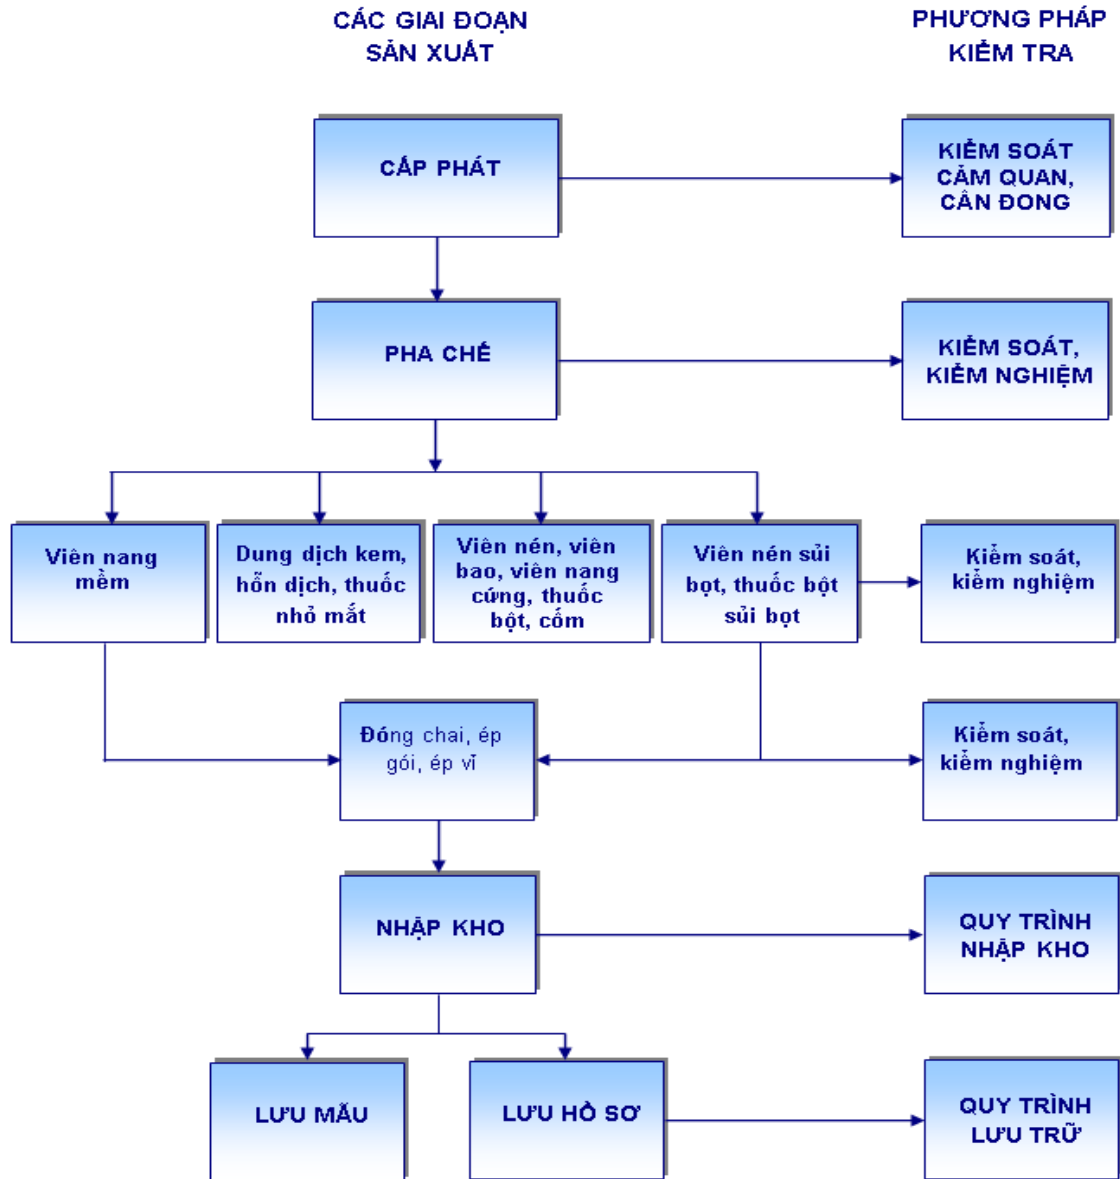 CÁC GIAI ĐOẠN
SẢN XUẤT
PHƯƠNG PHÁP
KIỂM TRA
CẤP PHÁT
KIỂM SOÁT
CẢM QUAN,
CÂN ĐONG
PHA CHẾ
KIỂM SOÁT,
KIỂM NGHIỆM
Viên nang
mềm
Dung dịch kem,
hỗn dịch, thuốc
nhỏ mắt
Viên nén, viên
bao, viên nang
cứng, thuốc
bột, cốm
Viên nén sủi
bọt, thuốc bột
sủi bọt
Kiểm soát,
kiểm nghiệm
Đóng chai, ép
gói, ép vỉ
Kiểm soát,
kiểm nghiệm
NHẬP KHO
QUY TRÌNH
NHẬP KHO
LƯU MẪU
LƯU HỒ SƠ
QUY TRÌNH
LƯU TRỮ